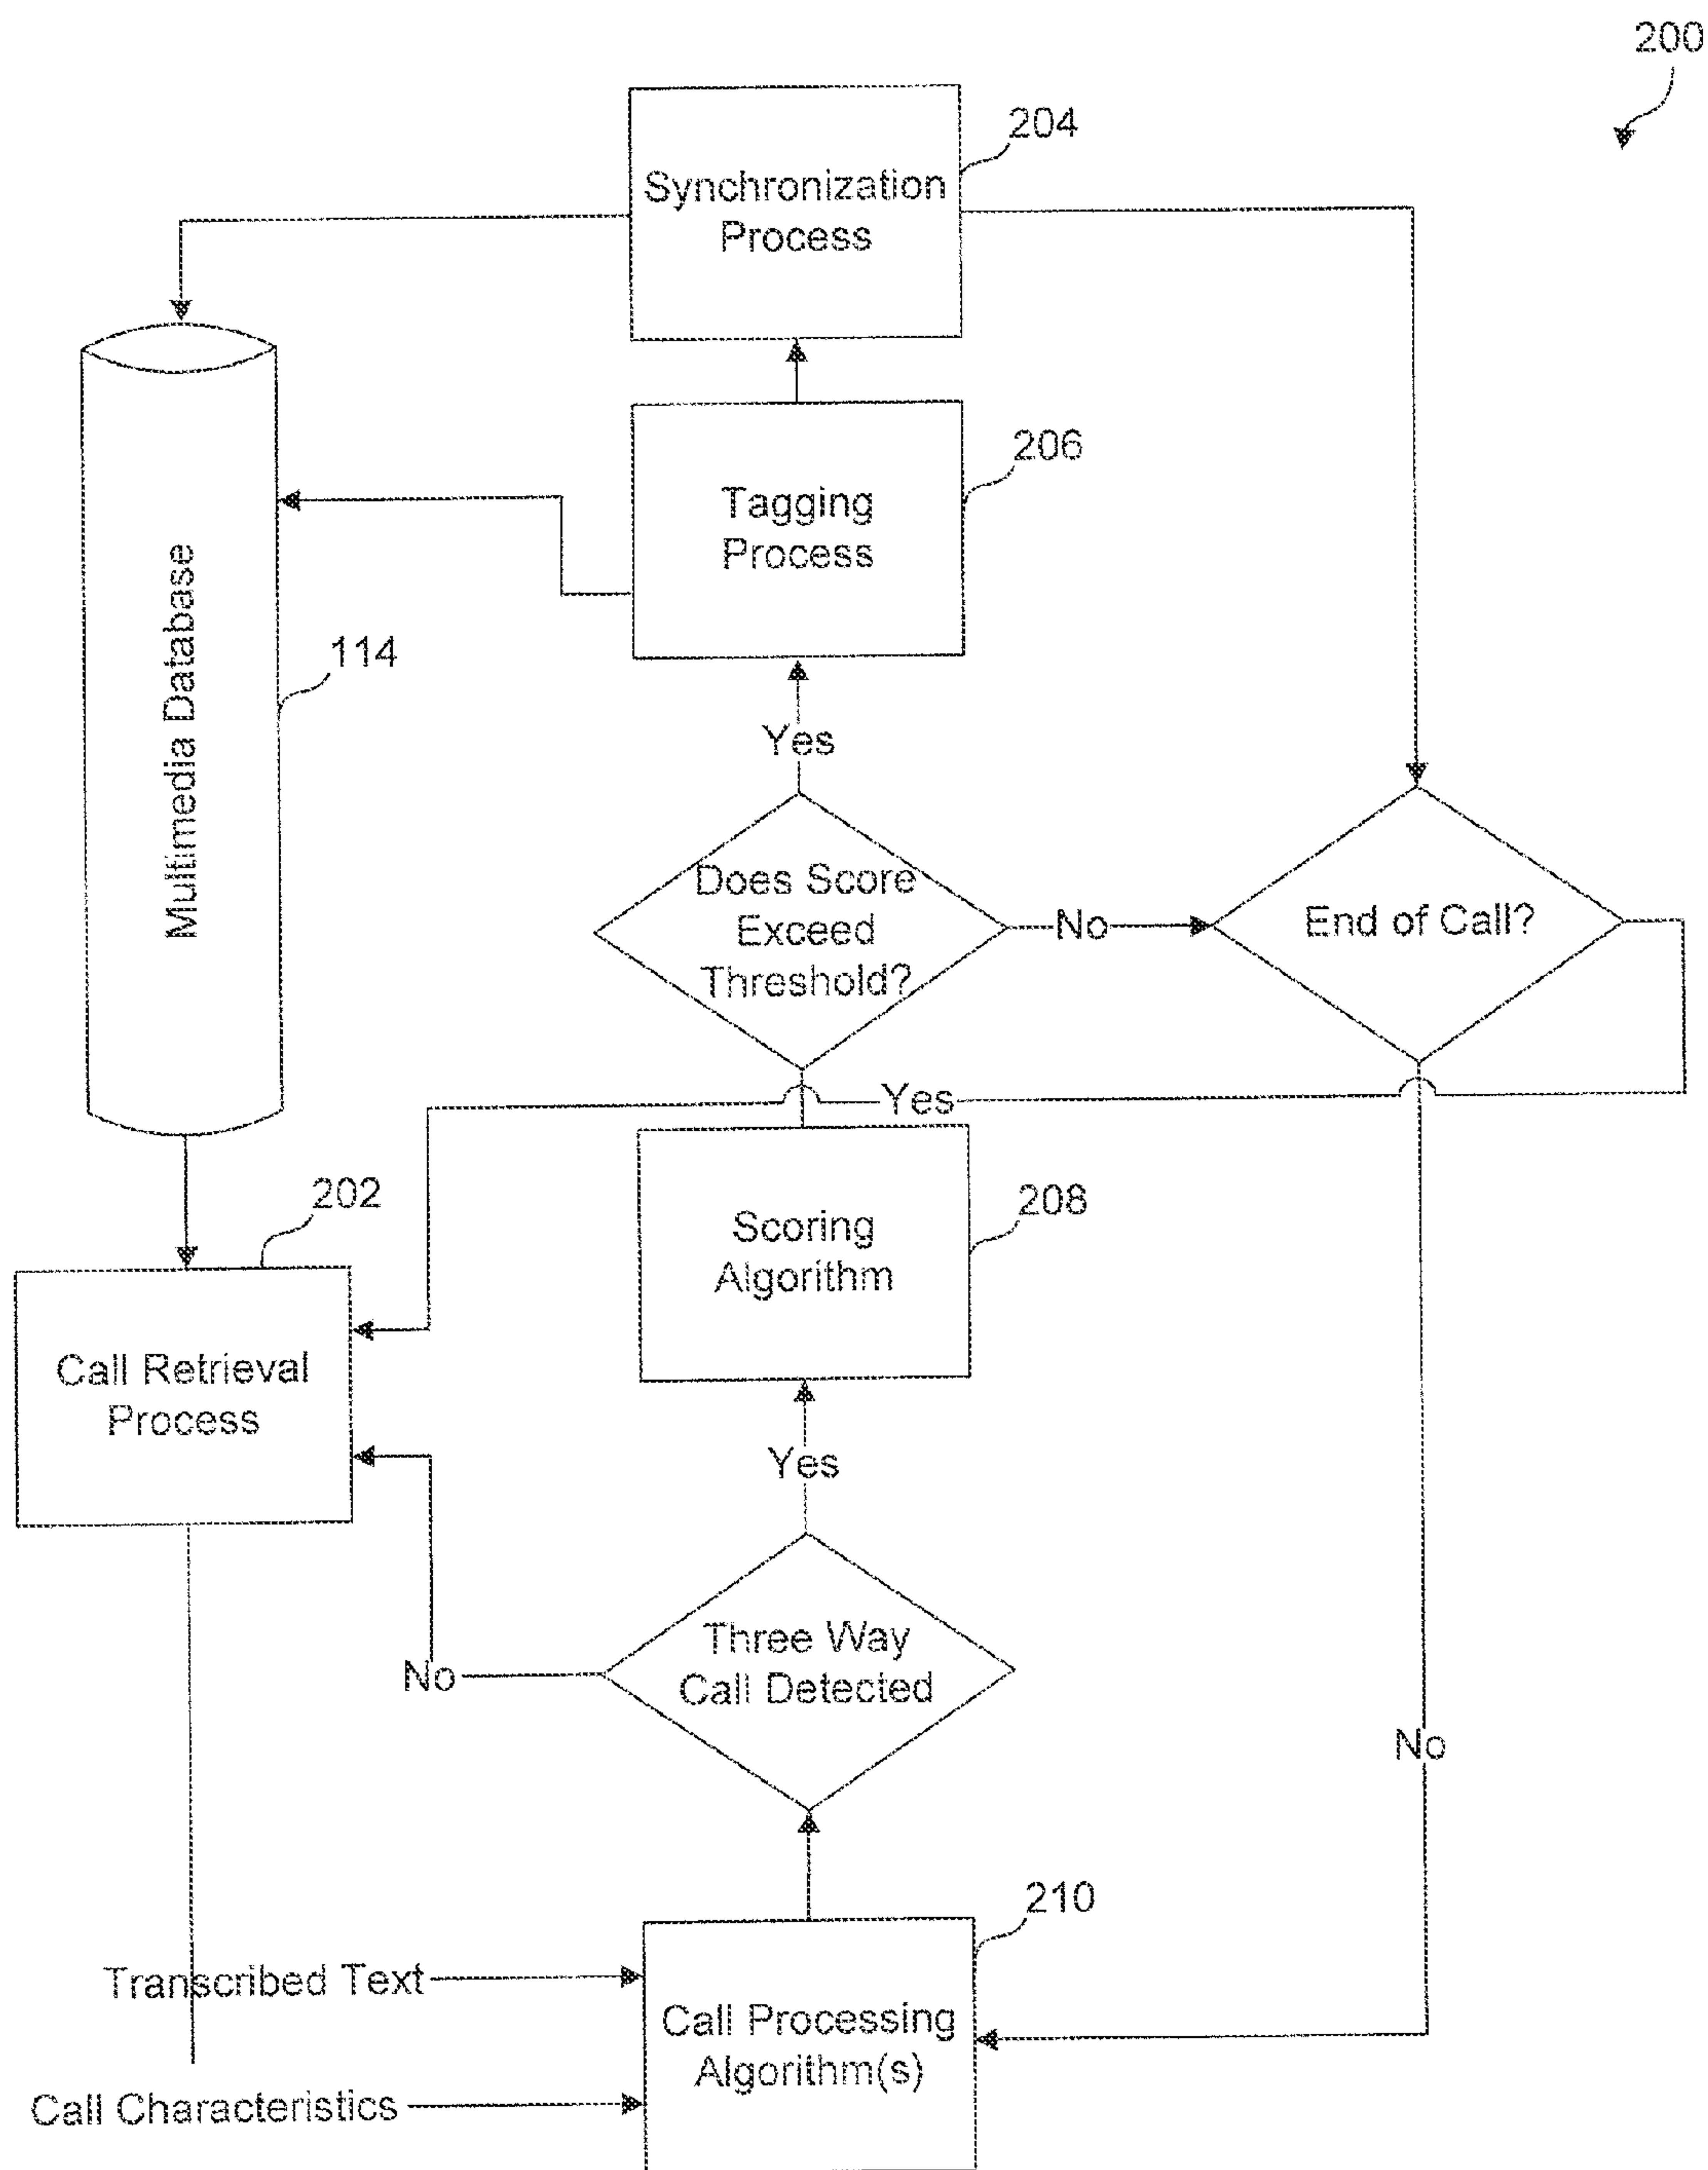 200
204
Synchronization
Process
206
Tagging
Process
Multimedia Database
114
Yes
Does Score
Exceed
Threshold?
No
End of Call?
Yes
202
208
Scoring
Algorithm
Call Retrieval
Process
Yes
Three Way
Call Detected
No
No
210
Transcribed Text
Call Processing
Algorithm(s)
Call Characteristics